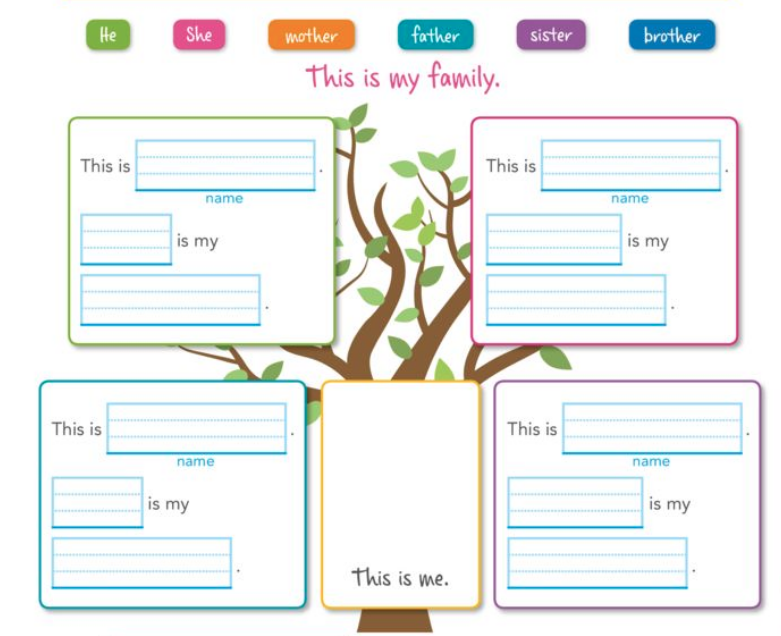 He She mother father sister brother
This is my family.
This is .
name
is my
.
This is .
name
is my
.
This is .
name
is my
.
This is me.
This is .
name
is my
.